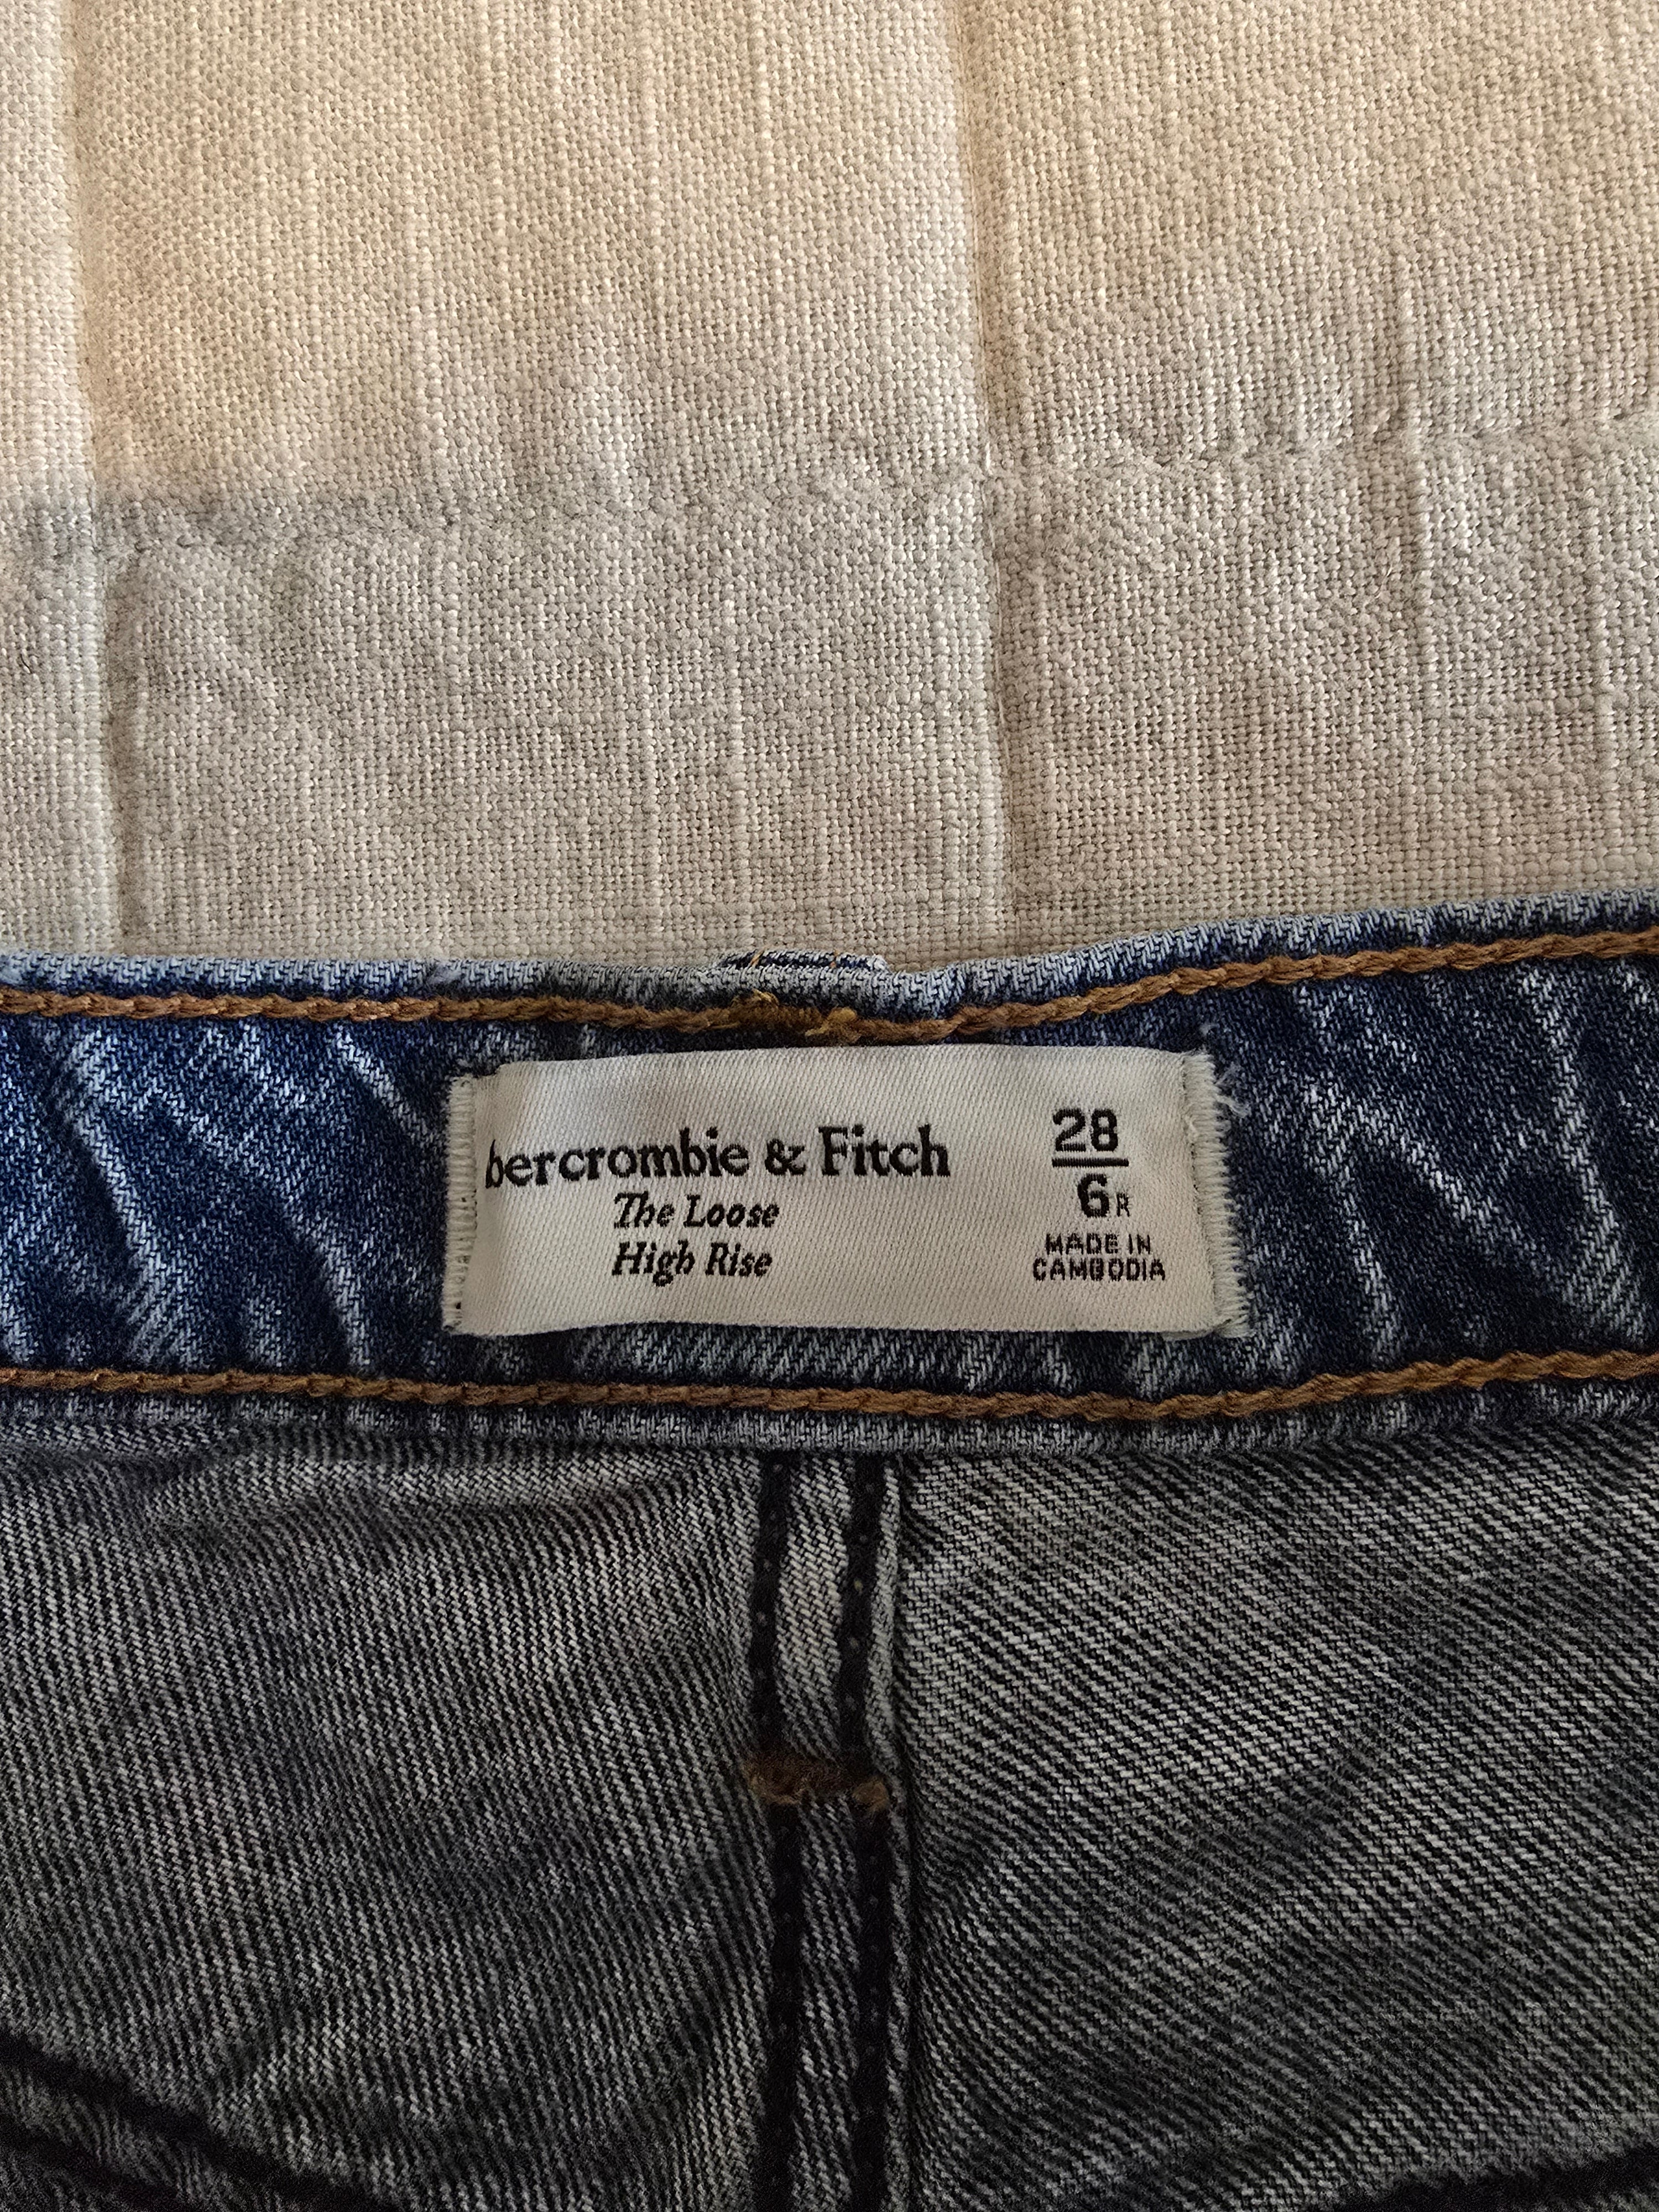 bercrombie & Fitch
The Loose
High Rise
28
6R
MADE IN
CAMBODIA